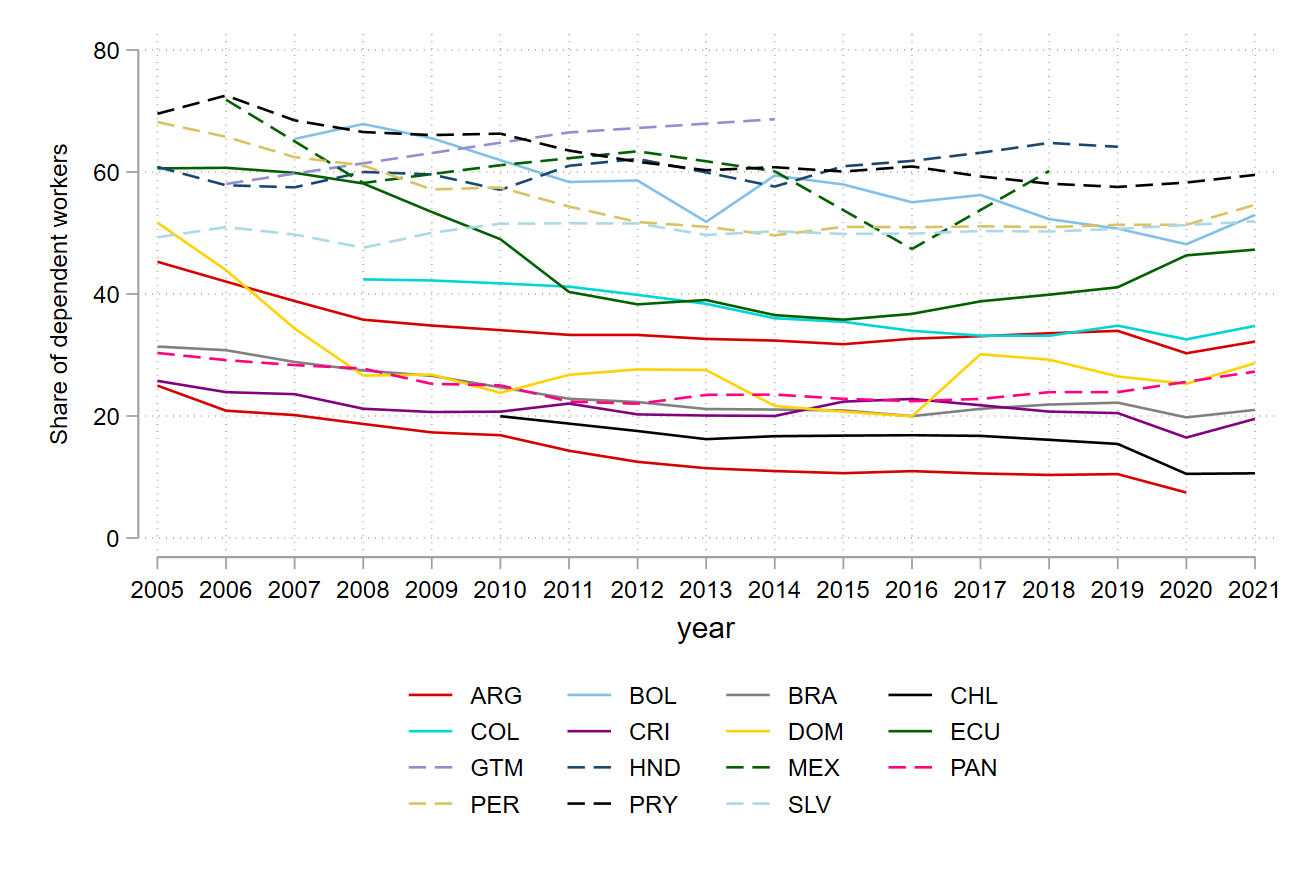 Share of dependent workers
80
60
40
20
0
2005 2006 2007 2008 2009 2010 2011 2012 2013 2014 2015 2016 2017 2018 2019 2020 2021
year
ARG BOL BRA CHL
COL CRI DOM ECU
GTM HND MEX PAN
PER PRY SLV